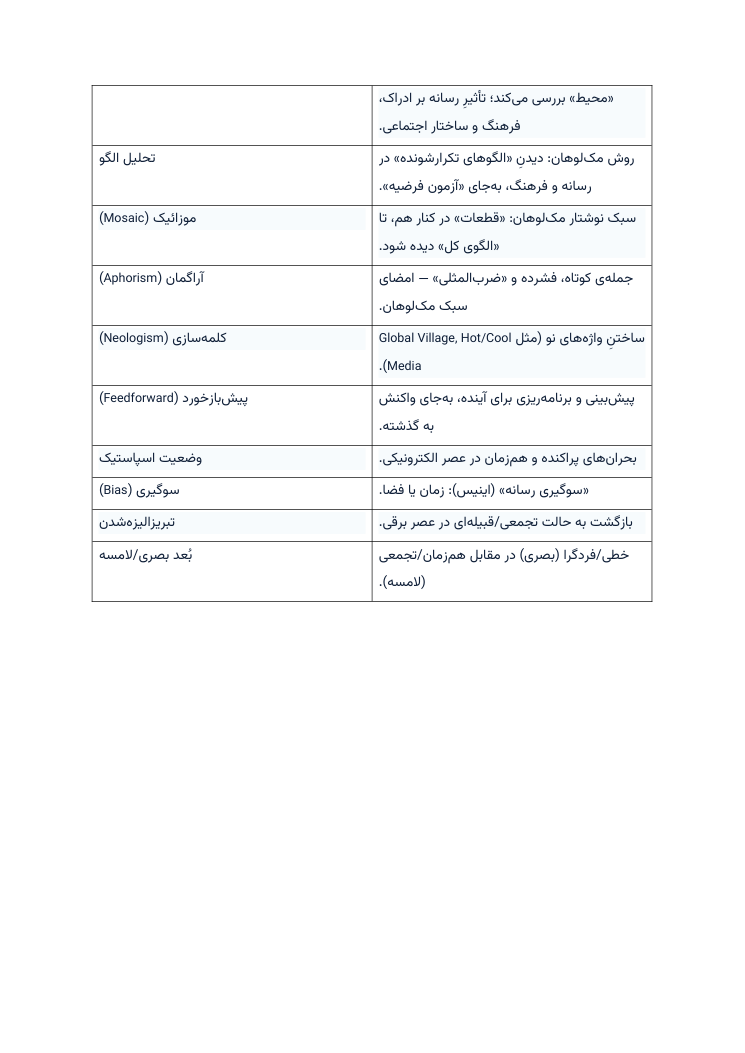 «محیط» بررسی می‌کند؛ تأثیرِ رسانه بر ادراک،
فرهنگ و ساختار اجتماعی.
تحلیل الگو
روش مک‌لوهان: دیدنِ «الگوهای تکرارشونده» در
رسانه و فرهنگ، به‌جای «آزمون فرضیه».
موزائیک (Mosaic)
سبک نوشتار مک‌لوهان: «قطعات» در کنار هم، تا
«الگوی کل» دیده شود.
آراگمان (Aphorism)
جمله‌ی کوتاه، فشرده و «ضرب‌المثلی» — امضای
سبک مک‌لوهان.
کلمه‌سازی (Neologism)
ساختنِ واژه‌های نو (مثل Global Village, Hot/Cool
Media).
پیش‌بازخورد (Feedforward)
پیش‌بینی و برنامه‌ریزی برای آینده، به‌جای واکنش
به گذشته.
وضعیت اسپاستیک
بحران‌های پراکنده و هم‌زمان در عصر الکترونیکی.
سوگیری (Bias)
«سوگیری رسانه» (اینیس): زمان یا فضا.
تبریزالیزه‌شدن
بازگشت به حالت تجمعی/قبیله‌ای در عصر برقی.
بُعد بصری/لامسه
خطی/فردگرا (بصری) در مقابل هم‌زمان/تجمعی
(لامسه).